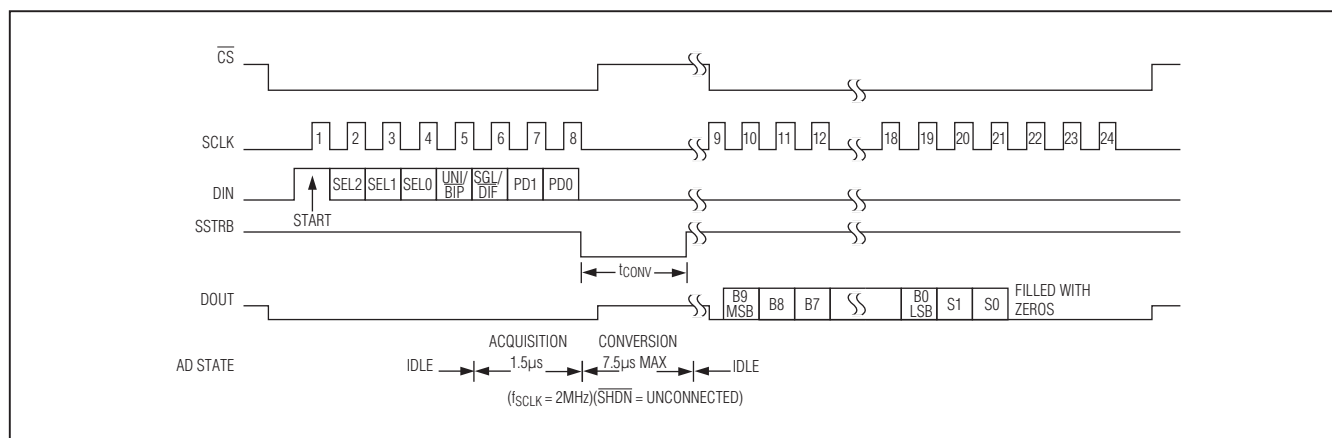 CS
SCLK 1 2 3 4 5 6 7 8 9 10 11 12 18 19 20 21 22 23 24
DIN SEL2 SEL1 SEL0 UNI/ BIP SGL/ DIF PD1 PD0
START
SSTRB
tCONV
DOUT B9 MSB B8 B7 B0 LSB S1 S0 FILLED WITH ZEROS
ACQUISITION CONVERSION
AD STATE IDLE 1.5µs 7.5µs MAX IDLE
(fSCLK = 2MHz)(SHDN = UNCONNECTED)